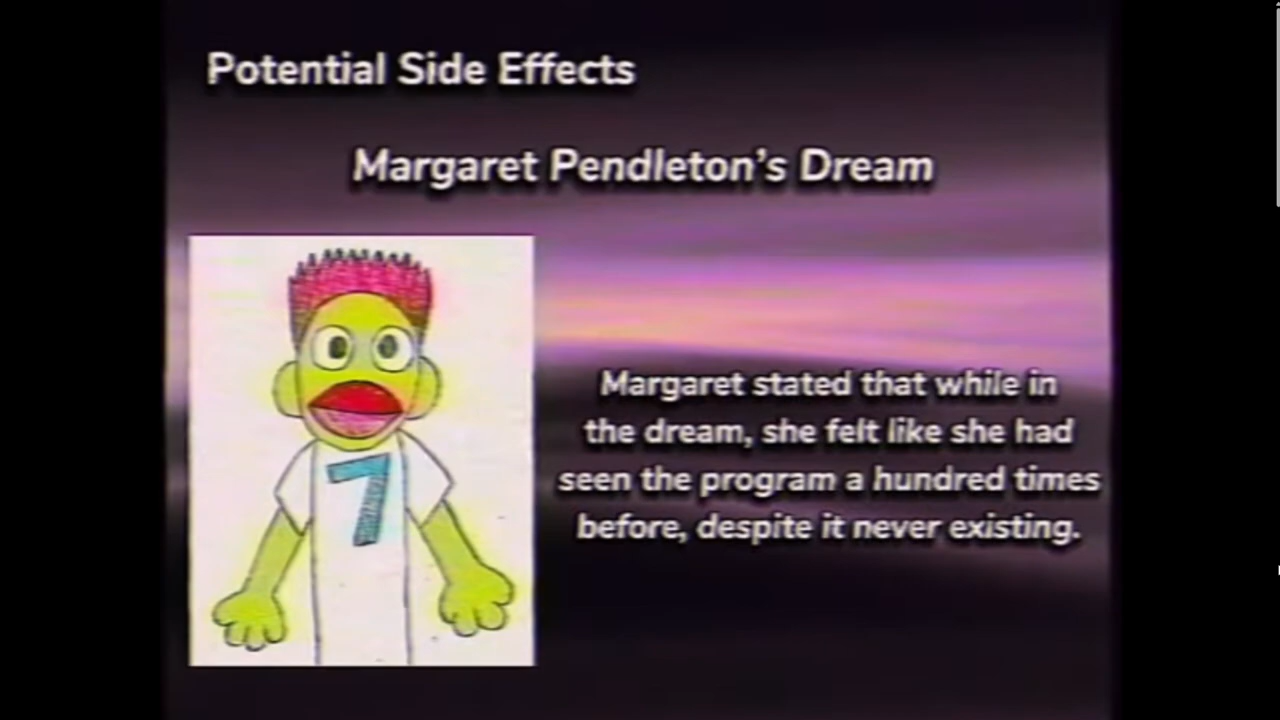 Potential Side Effects
Margaret Pendleton's Dream
7
Margaret stated that while in
the dream, she felt like she had
seen the program a hundred times
before, despite it never existing.